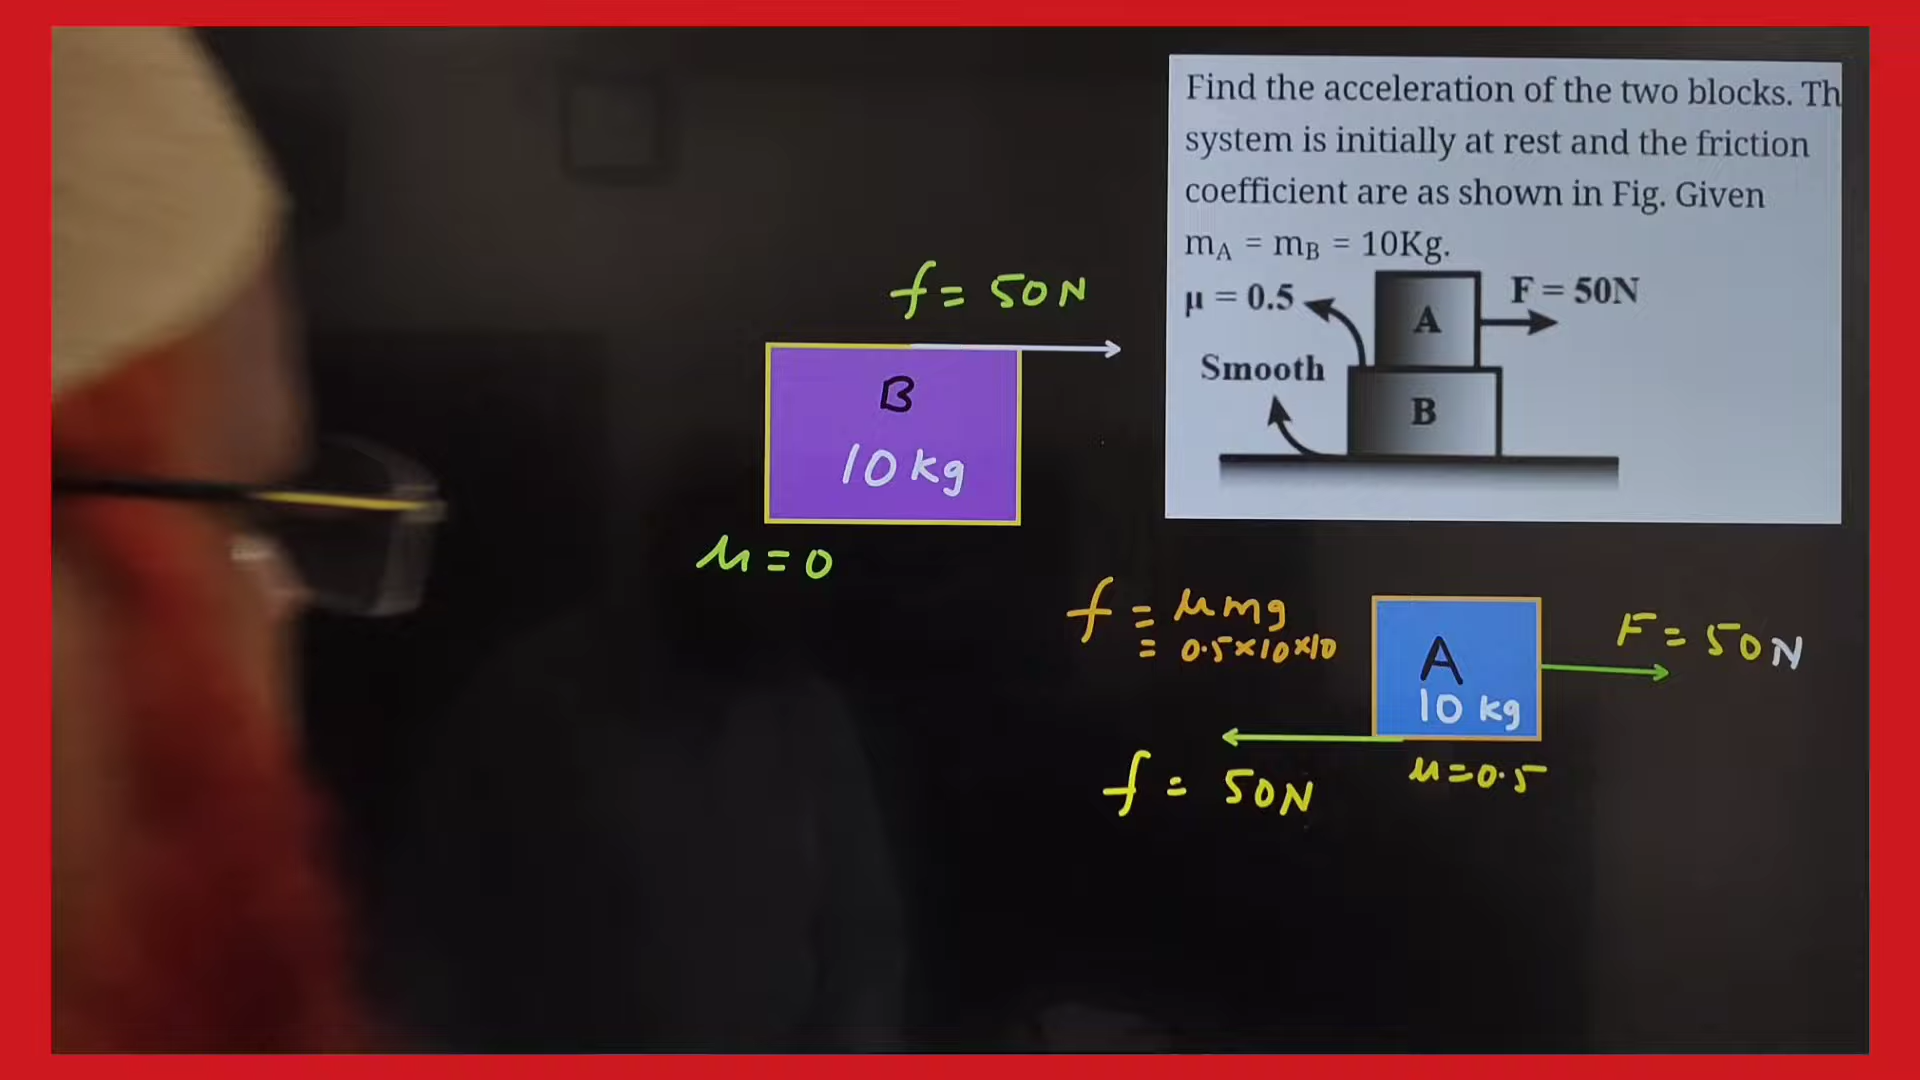 Find the acceleration of the two blocks. Th
system is initially at rest and the friction
coefficient are as shown in Fig. Given
mA = mB = 10Kg.
μ = 0.5
F = 50N
A
Smooth
B
f = 50N
B
10 kg
μ = 0
f = μmg
= 0.5×10×10
A
10 kg
F = 50N
f = 50N
μ=0.5